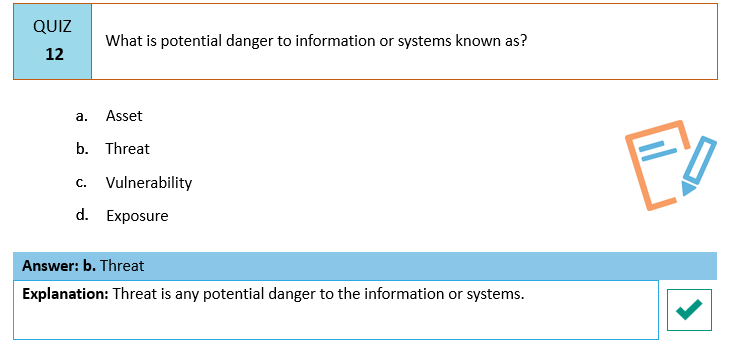 QUIZ
12
What is potential danger to information or systems known as?
a. Asset
b. Threat
c. Vulnerability
d. Exposure
Answer: b. Threat
Explanation: Threat is any potential danger to the information or systems.